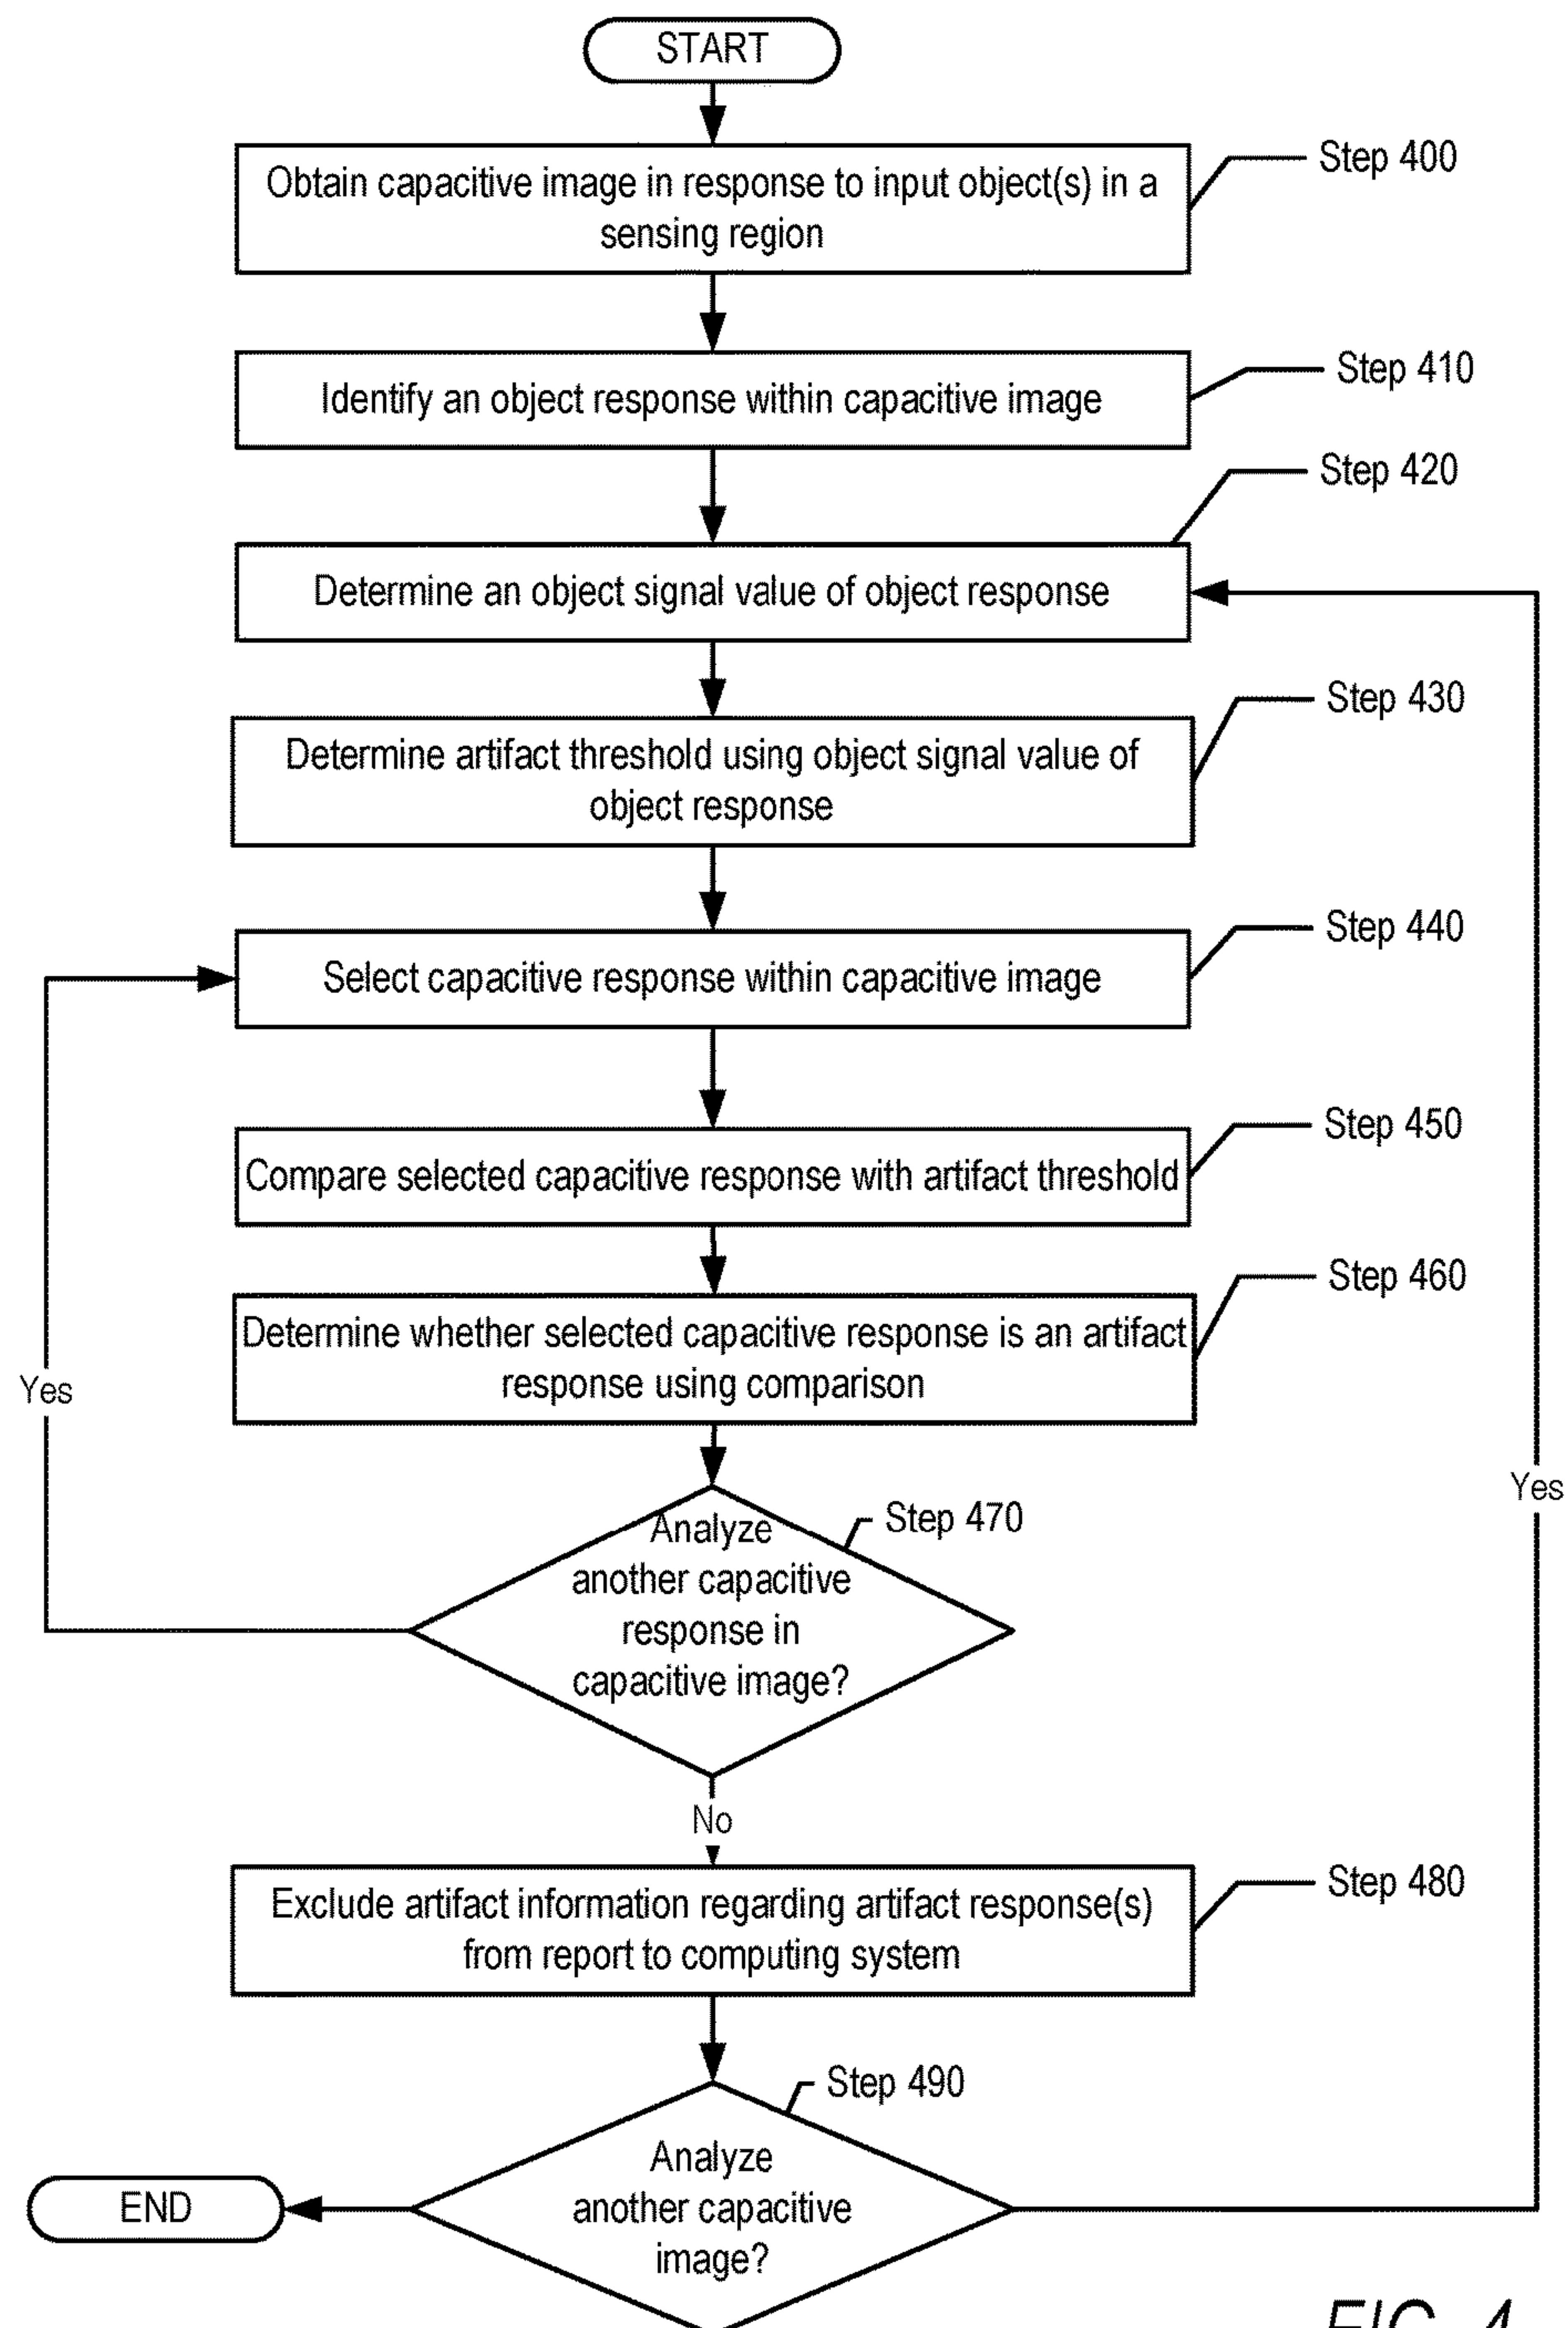 START
Obtain capacitive image in response to input object(s) in a
sensing region
Step 400
Identify an object response within capacitive image
Step 410
Step 420
Determine an object signal value of object response
Step 430
Determine artifact threshold using object signal value of
object response
Step 440
Select capacitive response within capacitive image
Step 450
Compare selected capacitive response with artifact threshold
Step 460
Determine whether selected capacitive response is an artifact
response using comparison
Yes
Yes
Step 470
Analyze
another capacitive
response in
capacitive image?
No
Step 480
Exclude artifact information regarding artifact response(s)
from report to computing system
Step 490
Analyze
another capacitive
image?
END
FIG. 4